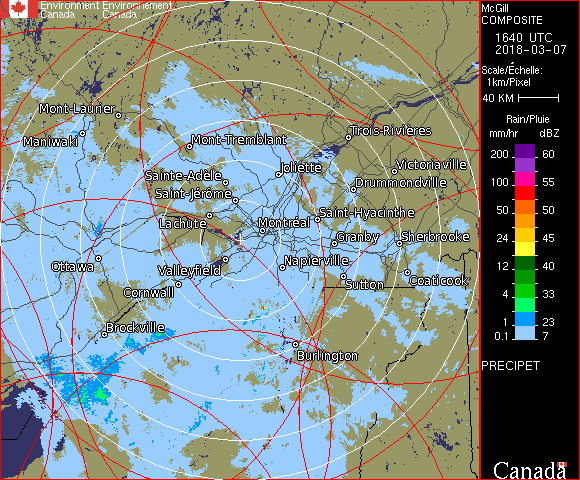 Environment Environnement
Canada Canada
McGill
COMPOSITE
1640 UTC
2018-03-07
Scale/Échelle:
1km/Pixel
40 KM
Rain/Pluie
mm/hr dBZ
200 60
100 55
50 50
24 45
12 40
4 33
1 23
0.1 7
PRECIPET
Canada
Mont-Laurier
Maniwaki
Trois-Rivières
Mont-Tremblant
Victoriaville
Joliette
Sainte-Adèle
Drummondville
Saint-Jérôme
Saint-Hyacinthe
Lachute
Montréal
Granby
Sherbrooke
Ottawa
Valleyfield
Napierville
Coaticook
Sutton
Cornwall
Brockville
Burlington